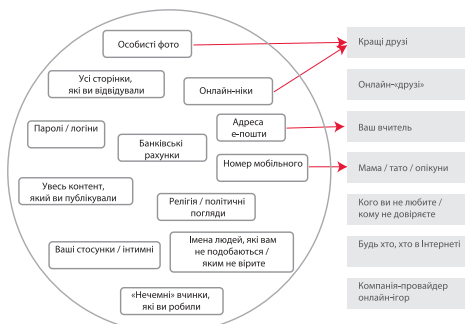 Особисті фото
Кращі друзі
Усі сторінки,
які ви відвідували
Онлайн-ніки
Онлайн-«друзі»
Адреса
е-пошти
Паролі / логіни
Ваш вчитель
Банківські
рахунки
Номер мобільного
Мама / тато / опікуни
Увесь контент,
який ви публікували
Релігія / політичні
погляди
Кого ви не любите /
кому не довіряєте
Ваші стосунки / інтимні
Імена людей, які вам
не подобаються /
яким не вірите
Будь хто, хто в Інтернеті
«Нечемні» вчинки,
які ви робили
Компанія-провайдер
онлайн-ігор